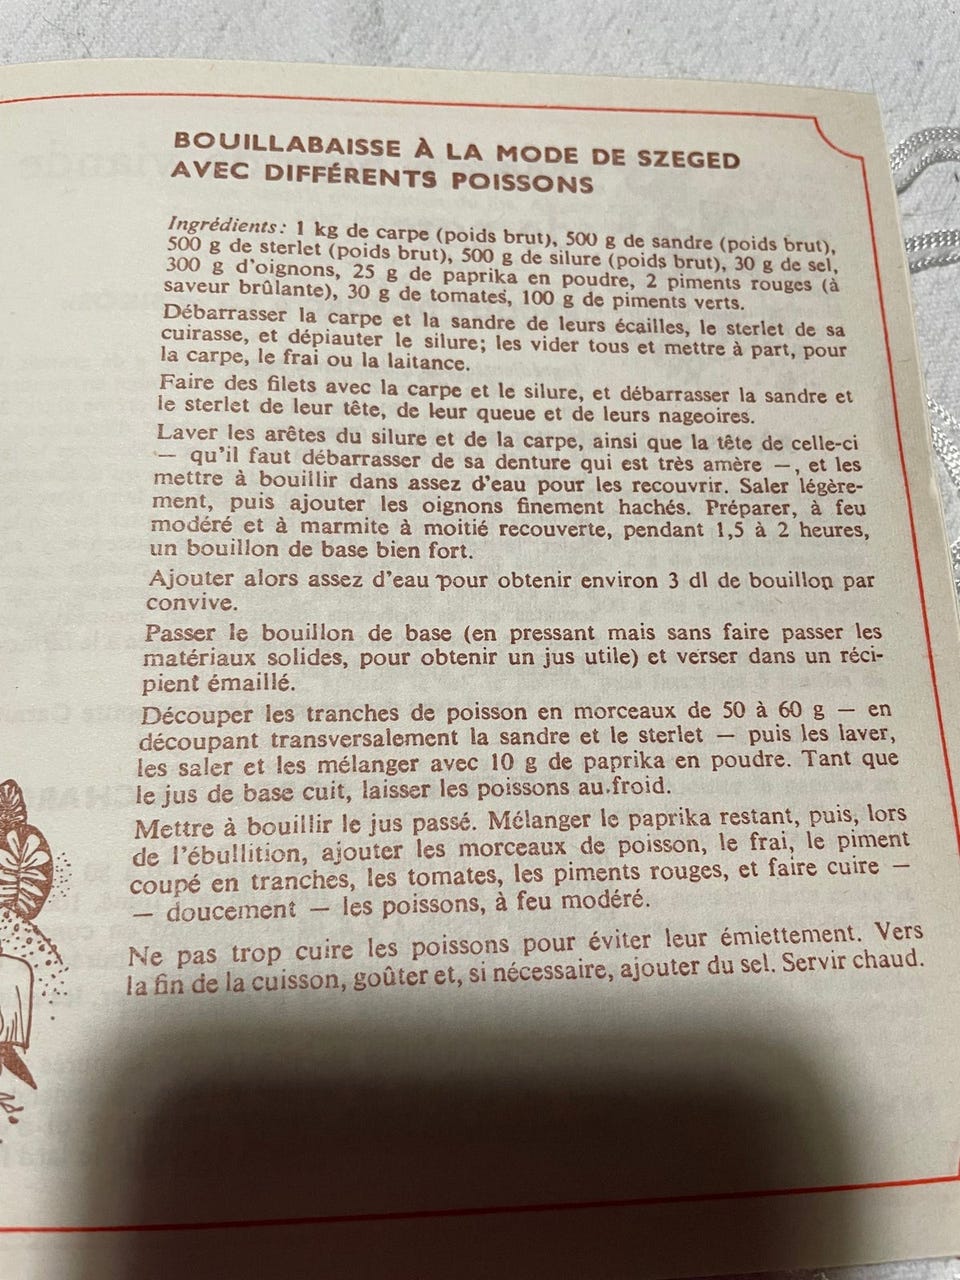 BOUILLABAISSE À LA MODE DE SZEGED
AVEC DIFFÉRENTS POISSONS
Ingrédients: 1 kg de carpe (poids brut), 500 g de sandre (poids brut),
500 g de sterlet (poids brut), 500 g de silure (poids brut), 30 g de sel,
300 g d'oignons, 25 g de paprika en poudre, 2 piments rouges (à
saveur brûlante), 30 g de tomates, 100 g de piments verts.
Débarrasser la carpe et la sandre de leurs écailles, le sterlet de sa
cuirasse, et dépiauter le silure; les vider tous et mettre à part, pour
la carpe, le frai ou la laitance.
Faire des filets avec la carpe et le silure, et débarrasser la sandre et
le sterlet de leur tête, de leur queue et de leurs nageoires.
Laver les arêtes du silure et de la carpe, ainsi que la tête de celle-ci
— qu'il faut débarrasser de sa denture qui est très amère —, et les
mettre à bouillir dans assez d'eau pour les recouvrir. Saler légère-
ment, puis ajouter les oignons finement hachés. Préparer, à feu
modéré et à marmite à moitié recouverte, pendant 1,5 à 2 heures,
un bouillon de base bien fort.
Ajouter alors assez d'eau pour obtenir environ 3 dl de bouillon par
convive.
Passer le bouillon de base (en pressant mais sans faire passer les
matériaux solides, pour obtenir un jus utile) et verser dans un réci-
pient émaillé.
Découper les tranches de poisson en morceaux de 50 à 60 g — en
découpant transversalement la sandre et le sterlet — puis les laver,
les saler et les mélanger avec 10 g de paprika en poudre. Tant que
le jus de base cuit, laisser les poissons au froid.
Mettre à bouillir le jus passé. Mélanger le paprika restant, puis, lors
de l'ébullition, ajouter les morceaux de poisson, le frai, le piment
coupé en tranches, les tomates, les piments rouges, et faire cuire —
— doucement — les poissons, à feu modéré.
Ne pas trop cuire les poissons pour éviter leur émiettement. Vers
la fin de la cuisson, goûter et, si nécessaire, ajouter du sel. Servir chaud.